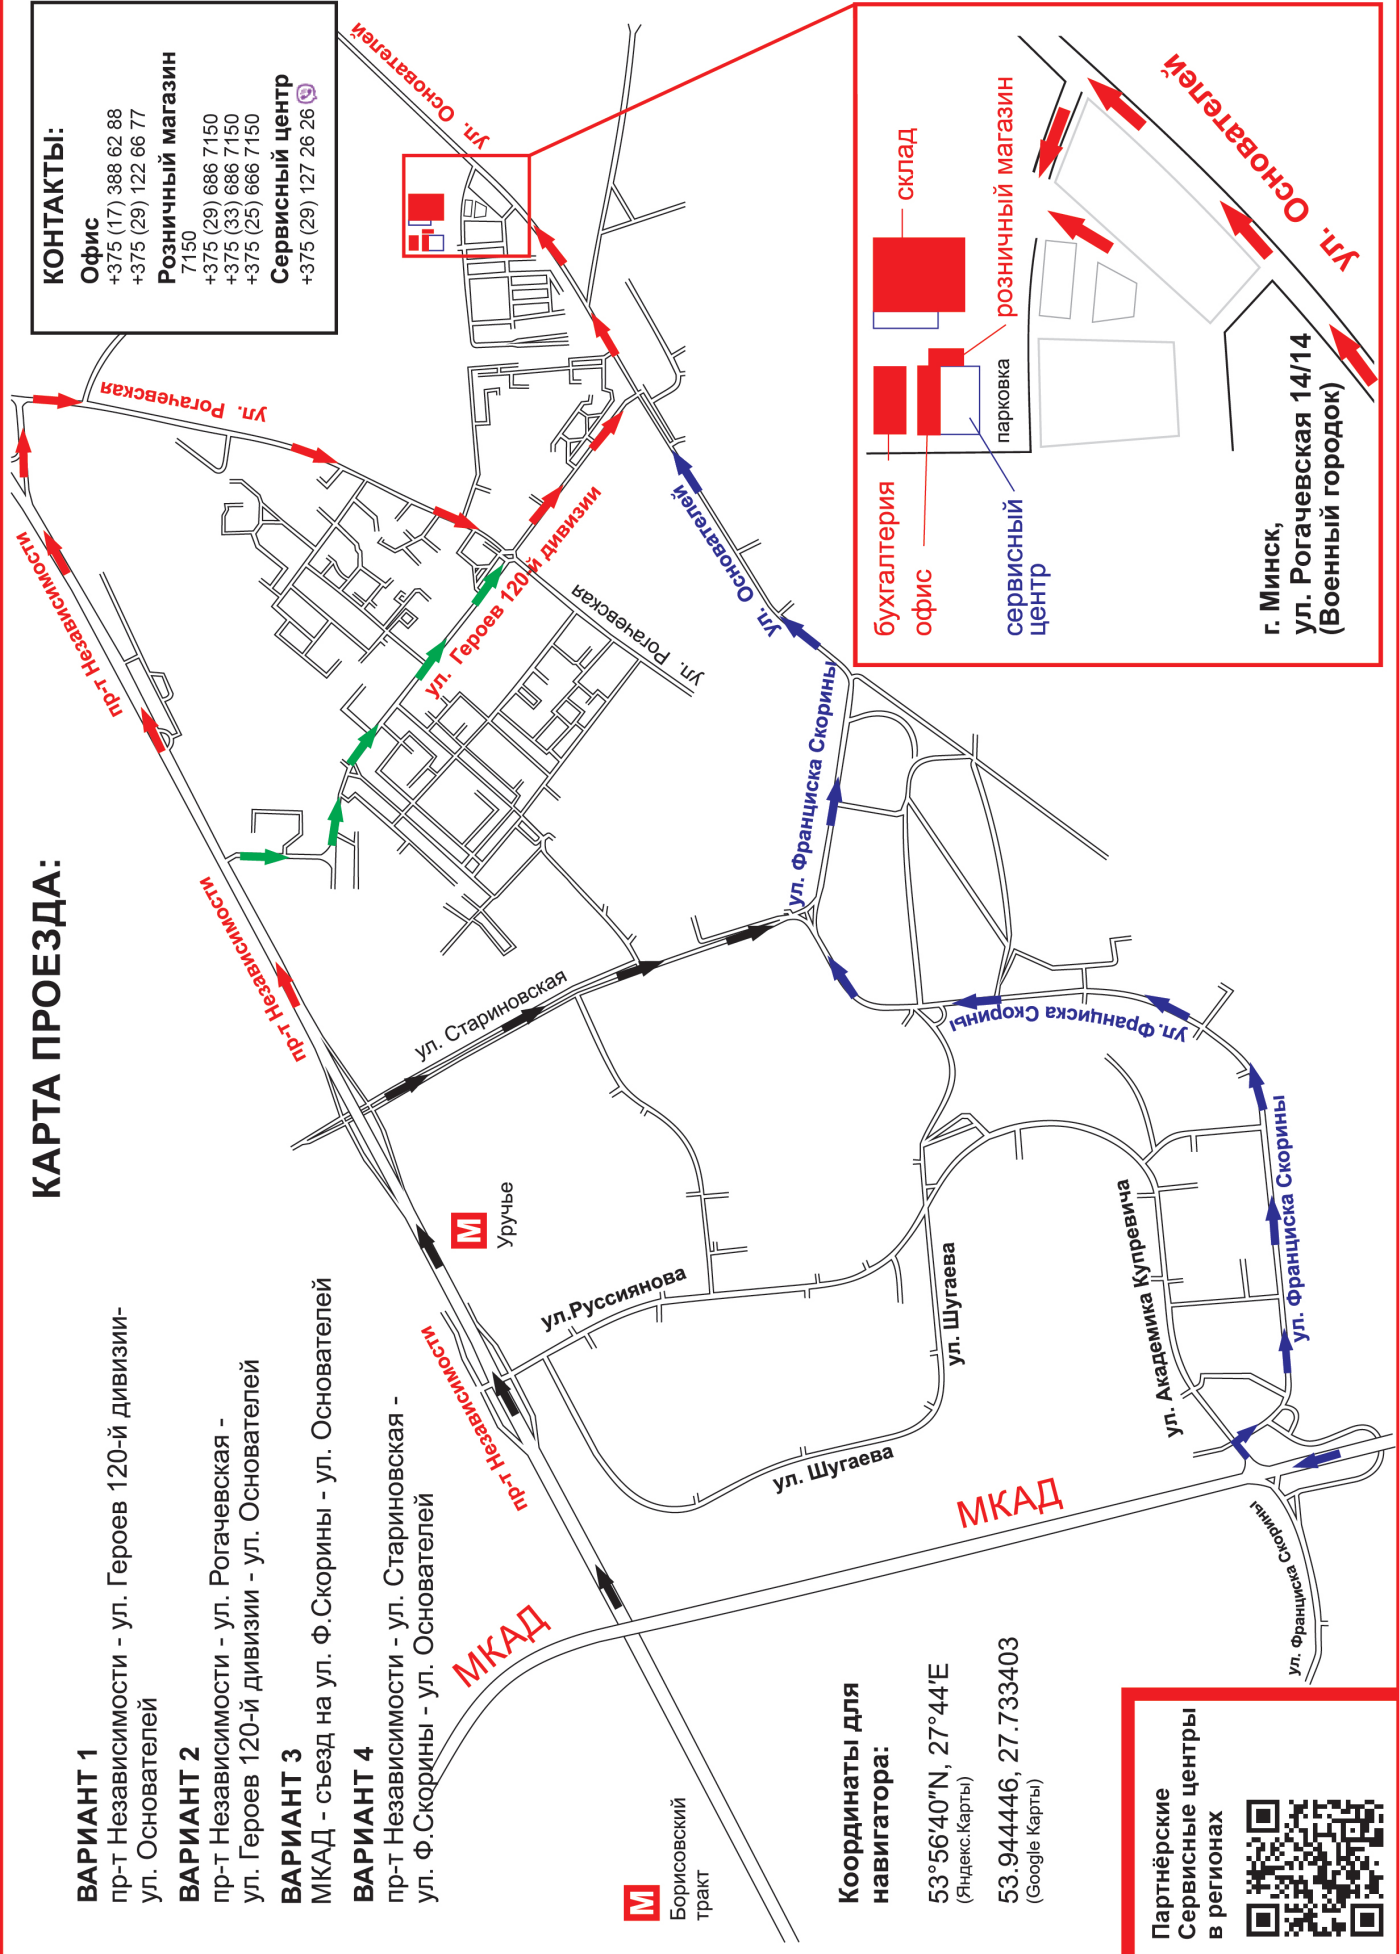 КАРТА ПРОЕЗДА:
ВАРИАНТ 1
пр-т Независимости - ул. Героев 120-й дивизии-
ул. Основателей
ВАРИАНТ 2
пр-т Независимости - ул. Рогачевская -
ул. Героев 120-й дивизии - ул. Основателей
ВАРИАНТ 3
МКАД - съезд на ул. Ф.Скорины - ул. Основателей
ВАРИАНТ 4
пр-т Независимости - ул. Стариновская -
ул. Ф.Скорины - ул. Основателей
КОНТАКТЫ:
Офис
+375 (17) 388 62 88
+375 (29) 122 66 77
Розничный магазин
7150
+375 (29) 686 7150
+375 (33) 686 7150
+375 (25) 666 7150
Сервисный центр
+375 (29) 127 26 26
пр-т Независимости
пр-т Независимости
пр-т Независимости
ул. Рогачевская
ул. Основателей
ул. Героев 120-й дивизии
ул. Рогачевская
ул. Основателей
ул. Стариновская
ул. Франциска Скорины
М
Уручье
ул.Руссиянова
ул. Шугаева
ул. Шугаева
ул. Франциска Скорины
ул. Академика Купревича
ул. Франциска Скорины
МКАД
МКАД
ул. Франциска Скорины
М
Борисовский
тракт
Координаты для
навигатора:
53°56'40"N, 27°44'E
(Яндекс.Карты)
53.944446, 27.733403
(Google Карты)
Партнёрские
Сервисные центры
в регионах
бухгалтерия
офис
склад
розничный магазин
сервисный
центр
парковка
ул. Основателей
г. Минск,
ул. Рогачевская 14/14
(Военный городок)